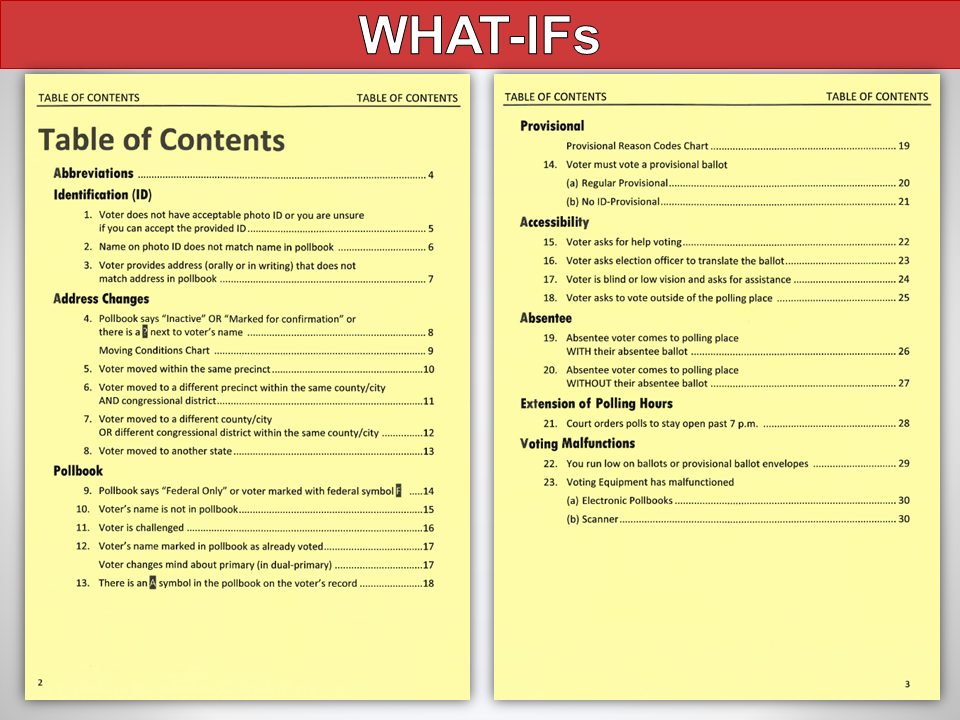 WHAT-IFs
TABLE OF CONTENTS TABLE OF CONTENTS
Table of Contents
Abbreviations ........ 4
Identification (ID)
1. Voter does not have acceptable photo ID or you are unsure
if you can accept the provided ID ........ 5
2. Name on photo ID does not match name in pollbook ........ 6
3. Voter provides address (orally or in writing) that does not
match address in pollbook ........ 7
Address Changes
4. Pollbook says “Inactive” OR “Marked for confirmation” or
there is a ? next to voter’s name ........ 8
Moving Conditions Chart ........ 9
5. Voter moved within the same precinct ........ 10
6. Voter moved to a different precinct within the same county/city
AND congressional district ........ 11
7. Voter moved to a different county/city
OR different congressional district within the same county/city ........ 12
8. Voter moved to another state ........ 13
Pollbook
9. Pollbook says “Federal Only” or voter marked with federal symbol F ..... 14
10. Voter’s name is not in pollbook ........ 15
11. Voter is challenged ........ 16
12. Voter’s name marked in pollbook as already voted ........ 17
Voter changes mind about primary (in dual-primary) ........ 17
13. There is an A symbol in the pollbook on the voter’s record ........ 18
2
TABLE OF CONTENTS TABLE OF CONTENTS
Provisional
Provisional Reason Codes Chart ........ 19
14. Voter must vote a provisional ballot
(a) Regular Provisional ........ 20
(b) No ID-Provisional ........ 21
Accessibility
15. Voter asks for help voting ........ 22
16. Voter asks election officer to translate the ballot ........ 23
17. Voter is blind or low vision and asks for assistance ........ 24
18. Voter asks to vote outside of the polling place ........ 25
Absentee
19. Absentee voter comes to polling place
WITH their absentee ballot ........ 26
20. Absentee voter comes to polling place
WITHOUT their absentee ballot ........ 27
Extension of Polling Hours
21. Court orders polls to stay open past 7 p.m. ........ 28
Voting Malfunctions
22. You run low on ballots or provisional ballot envelopes ........ 29
23. Voting Equipment has malfunctioned
(a) Electronic Pollbooks ........ 30
(b) Scanner ........ 30
3